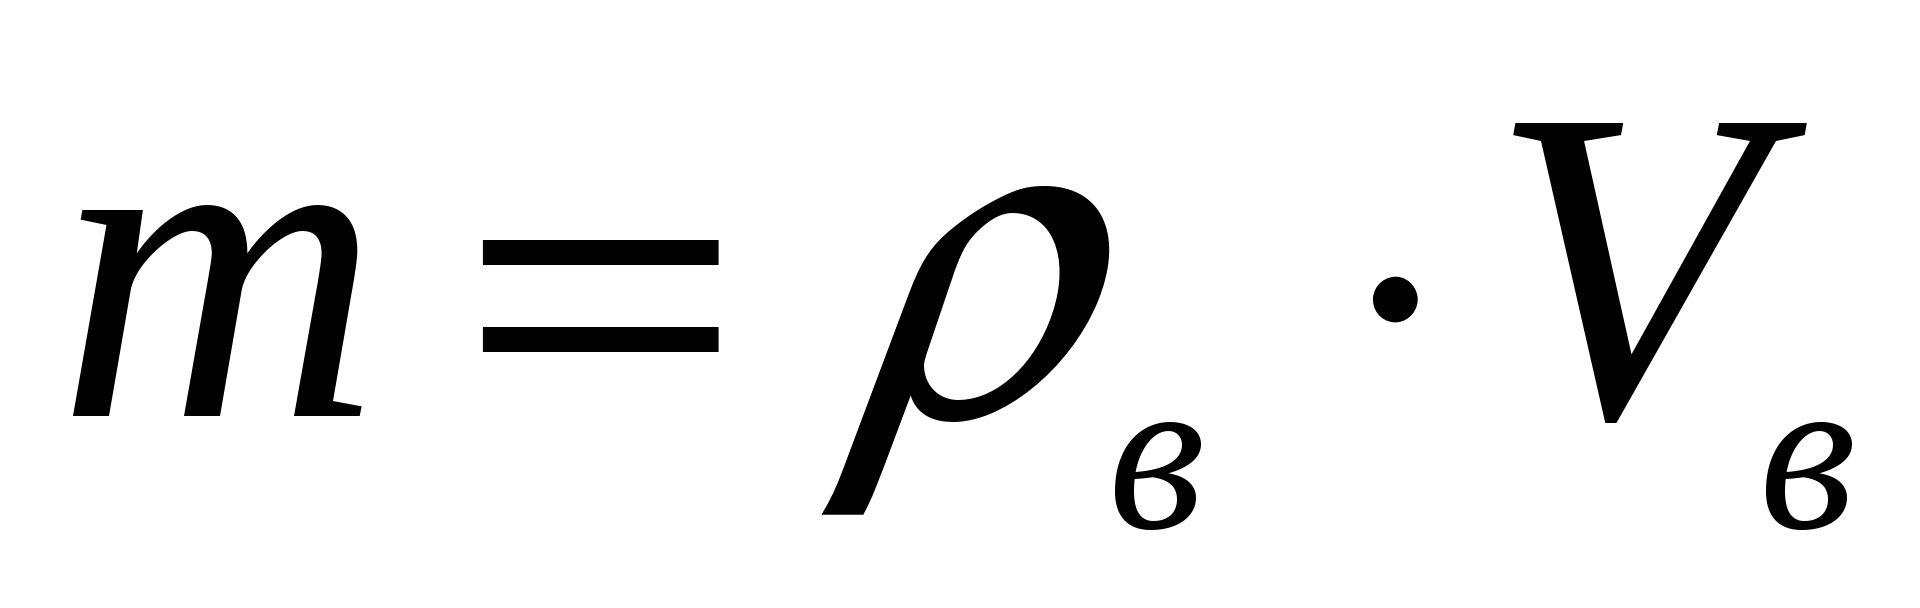 m = ρв · Vв